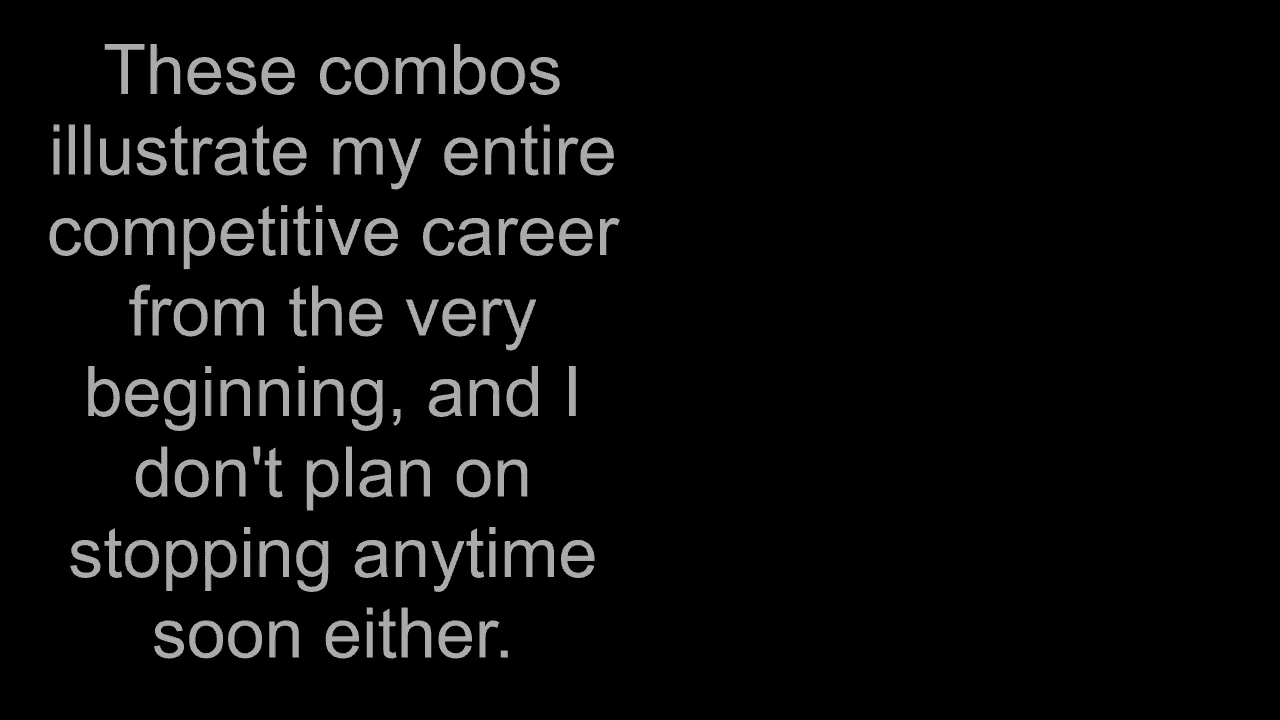 These combos
illustrate my entire
competitive career
from the very
beginning, and I
don't plan on
stopping anytime
soon either.